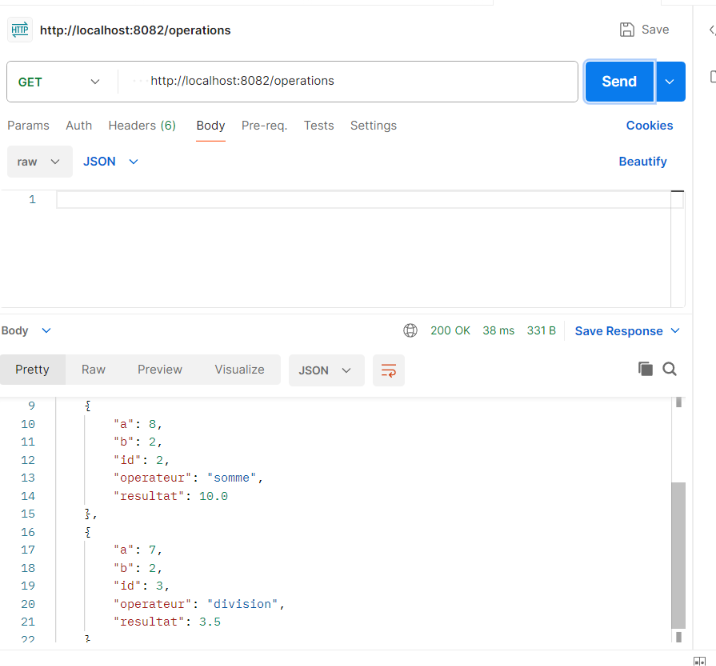 HTTP http://localhost:8082/operations Save
GET http://localhost:8082/operations Send
Params Auth Headers (6) Body Pre-req. Tests Settings Cookies
raw JSON Beautify
1
Body 200 OK 38 ms 331 B Save Response
Pretty Raw Preview Visualize JSON
9 {
10 "a": 8,
11 "b": 2,
12 "id": 2,
13 "operateur": "somme",
14 "resultat": 10.0
15 },
16 {
17 "a": 7,
18 "b": 2,
19 "id": 3,
20 "operateur": "division",
21 "resultat": 3.5
22 }